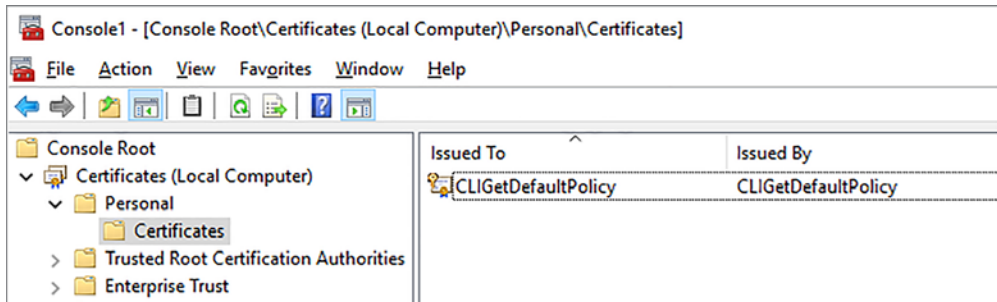 Console1 - [Console Root\Certificates (Local Computer)\Personal\Certificates]
File Action View Favorites Window Help
Console Root
Certificates (Local Computer)
Personal
Certificates
Trusted Root Certification Authorities
Enterprise Trust
Issued To Issued By
CLIGetDefaultPolicy CLIGetDefaultPolicy